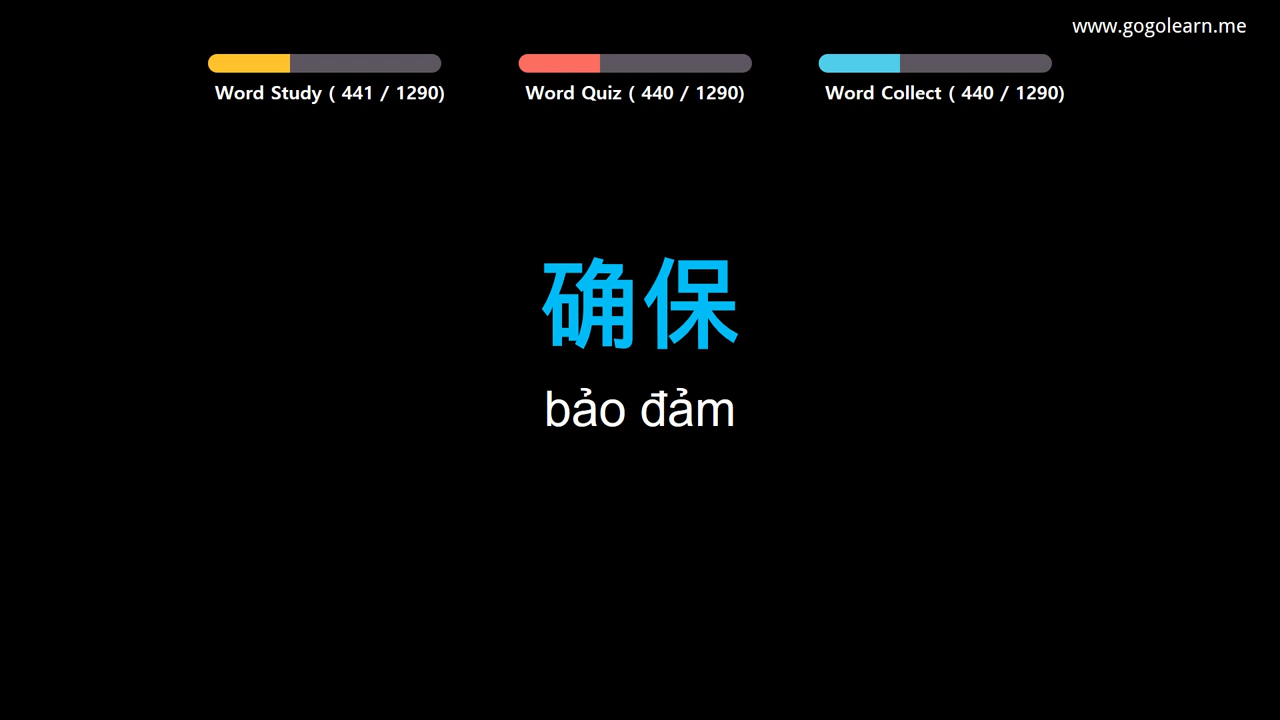 www.gogolearn.me
Word Study ( 441 / 1290)
Word Quiz ( 440 / 1290)
Word Collect ( 440 / 1290)
确保
bảo đảm